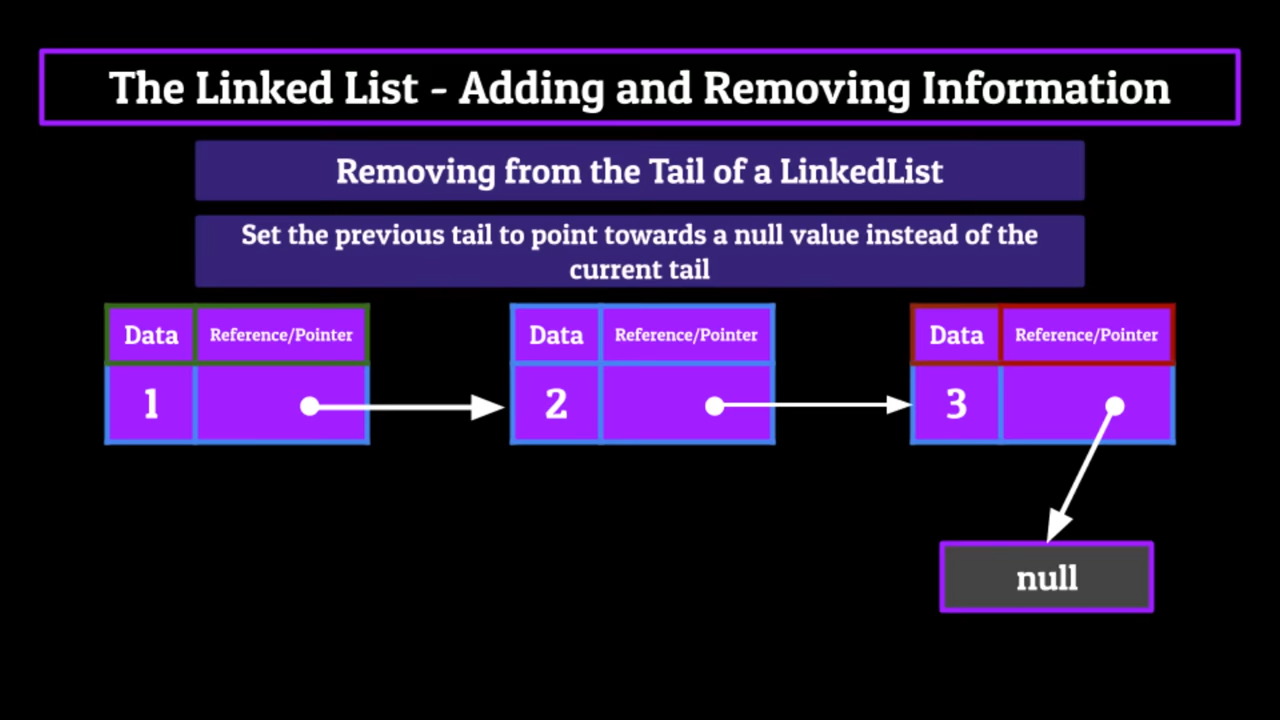 The Linked List - Adding and Removing Information
Removing from the Tail of a LinkedList
Set the previous tail to point towards a null value instead of the
current tail
Data Reference/Pointer Data Reference/Pointer Data Reference/Pointer
1 2 3
null